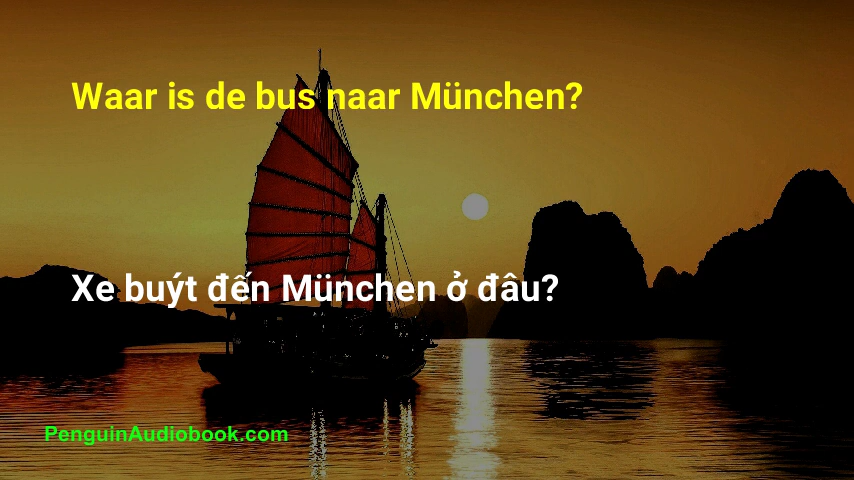 Waar is de bus naar München?
Xe buýt đến München ở đâu?
PenguinAudiobook.com